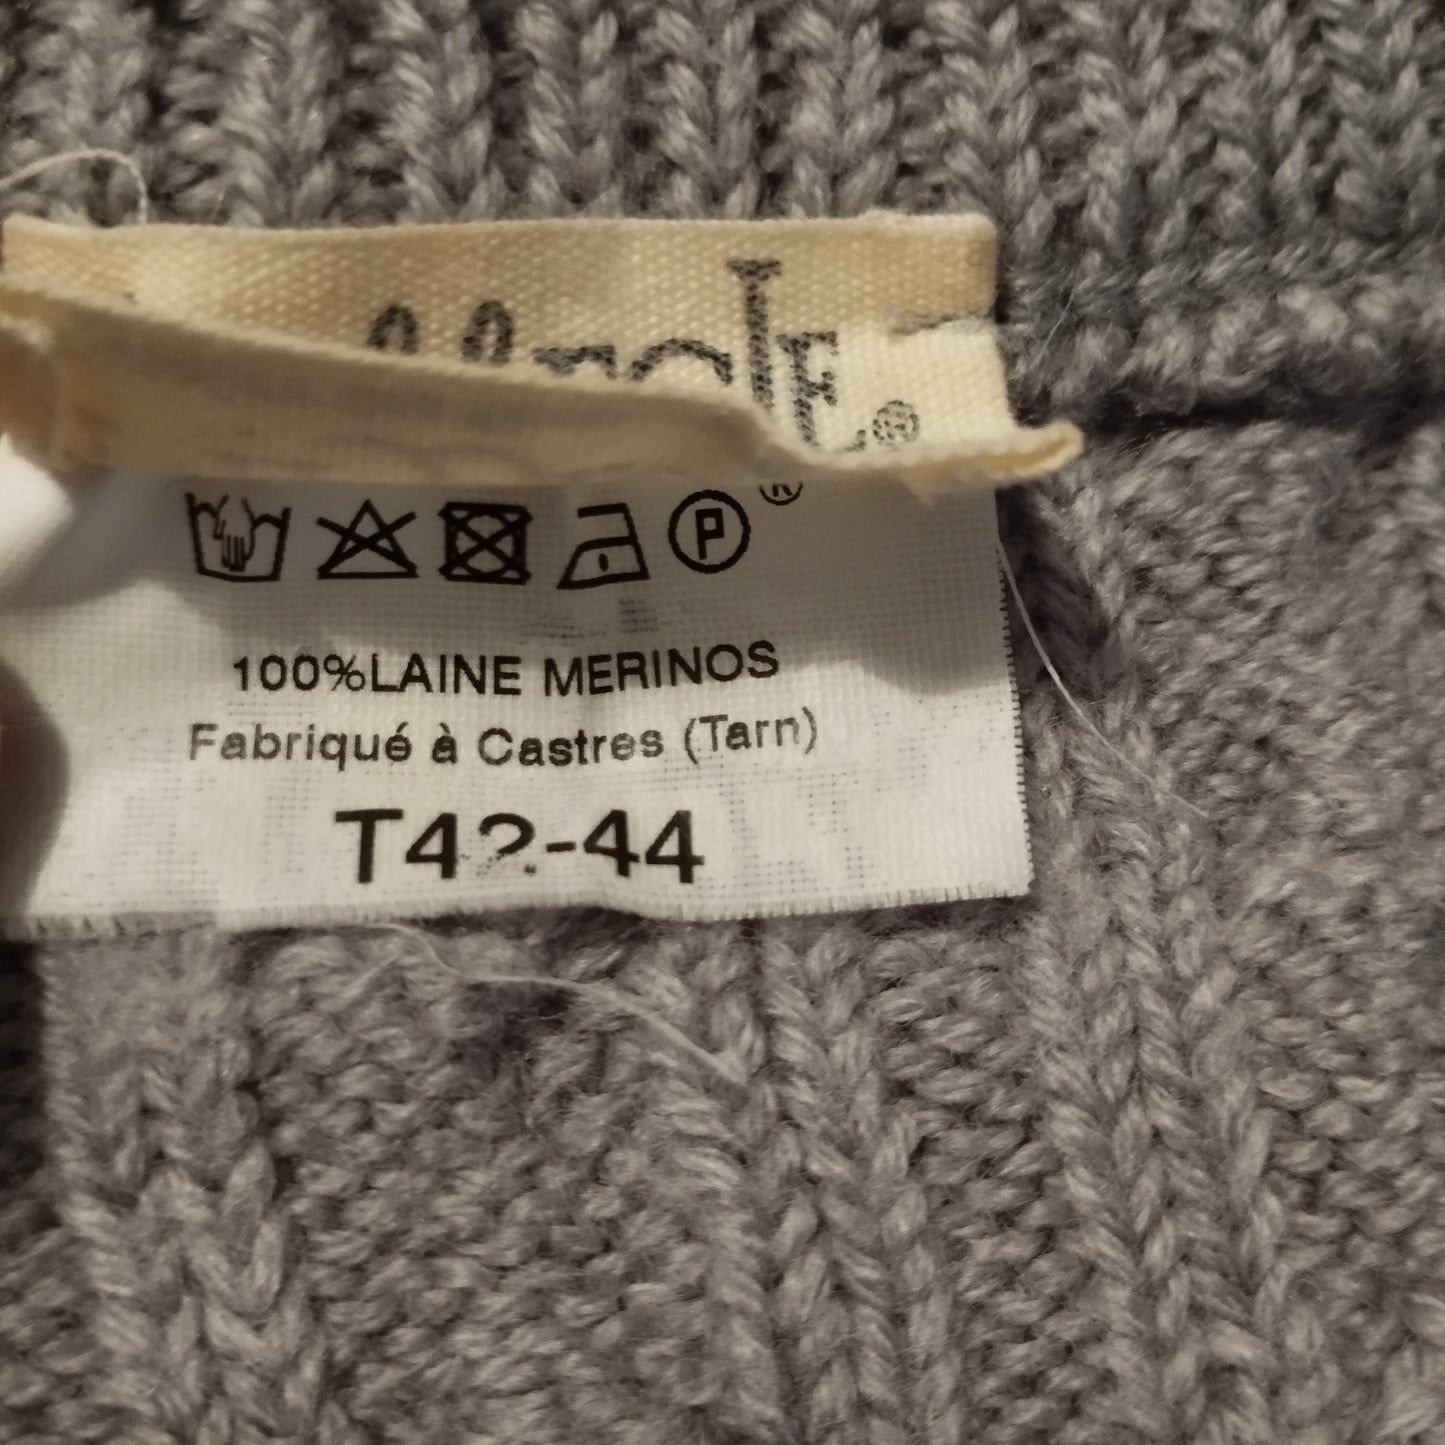 ®
P
®
100%LAINE MERINOS
Fabriqué à Castres (Tarn)
T42-44